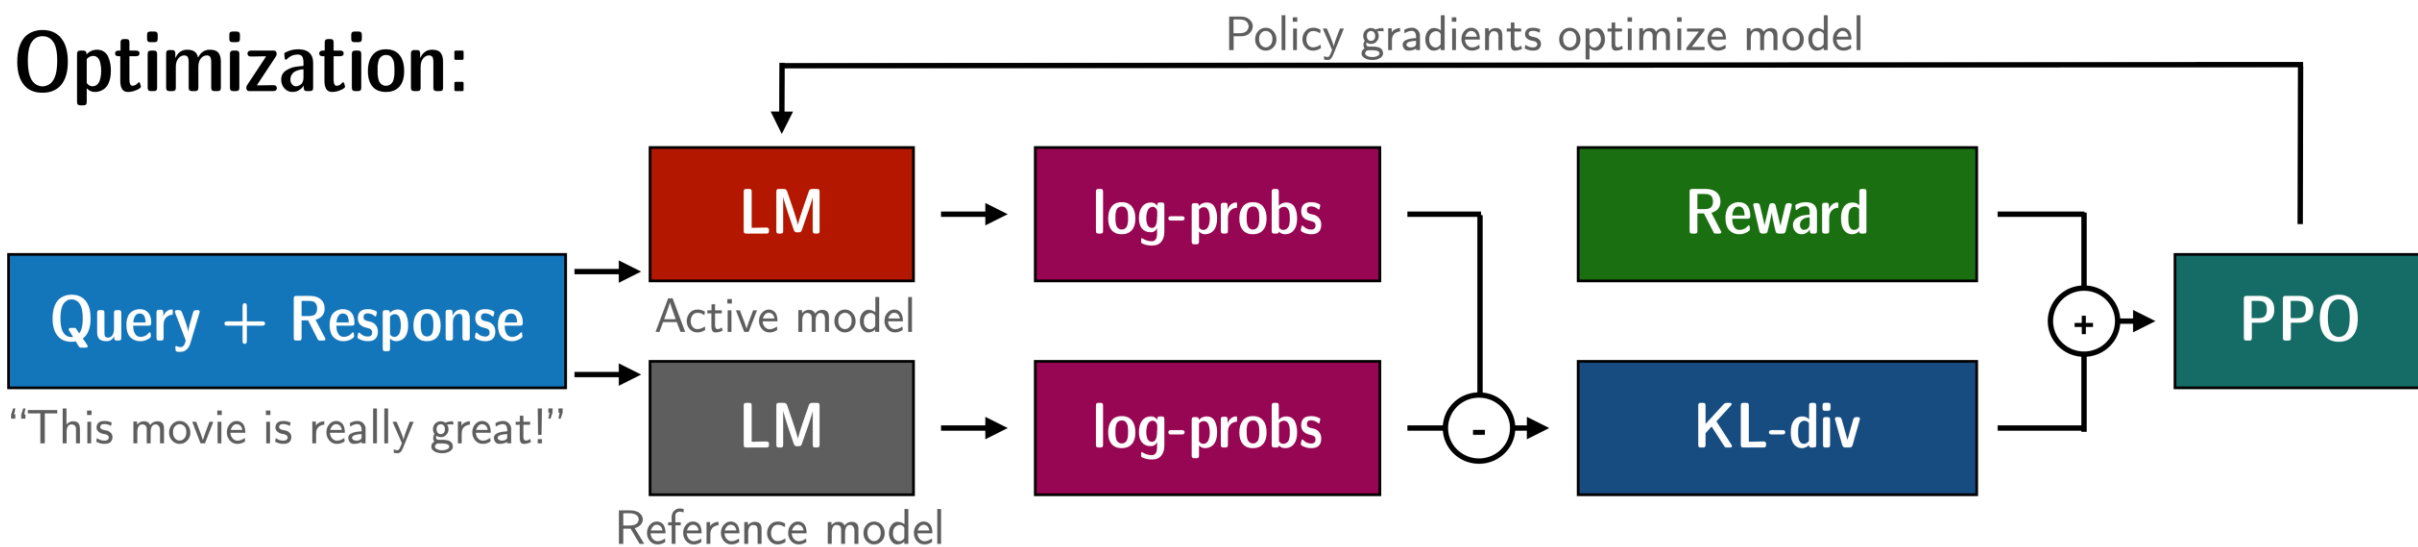 Optimization:
Policy gradients optimize model
LM
log-probs
Reward
Query + Response
Active model
+
PPO
"This movie is really great!"
LM
log-probs
-
KL-div
Reference model